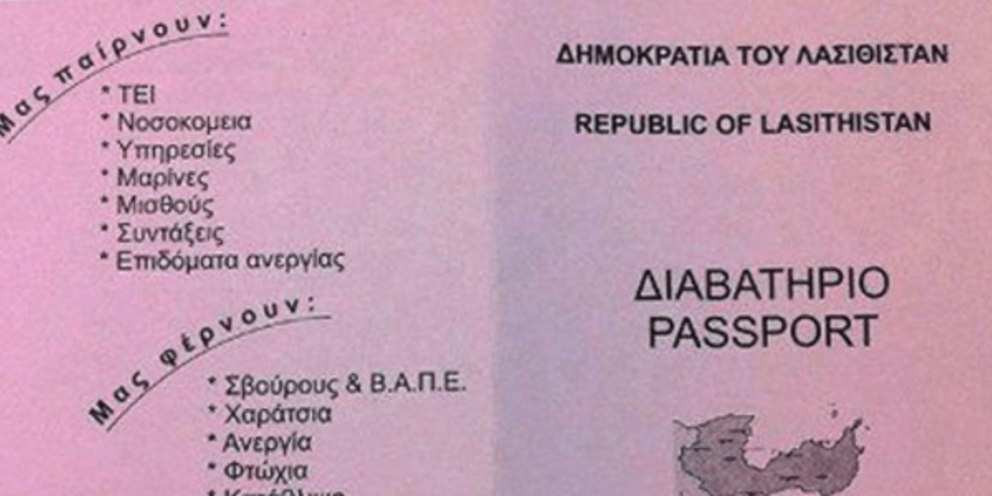 Μας παίρνουν:
* ΤΕΙ
* Νοσοκομεια
* Υπηρεσίες
* Μαρίνες
* Μισθούς
* Συντάξεις
* Επιδόματα ανεργίας
Μας φέρνουν:
* Σβούρους & Β.Α.Π.Ε.
* Χαράτσια
* Ανεργία
* Φτώχια
ΔΗΜΟΚΡΑΤΙΑ ΤΟΥ ΛΑΣΙΘΙΣΤΑΝ
REPUBLIC OF LASITHISTAN
ΔΙΑΒΑΤΗΡΙΟ
PASSPORT